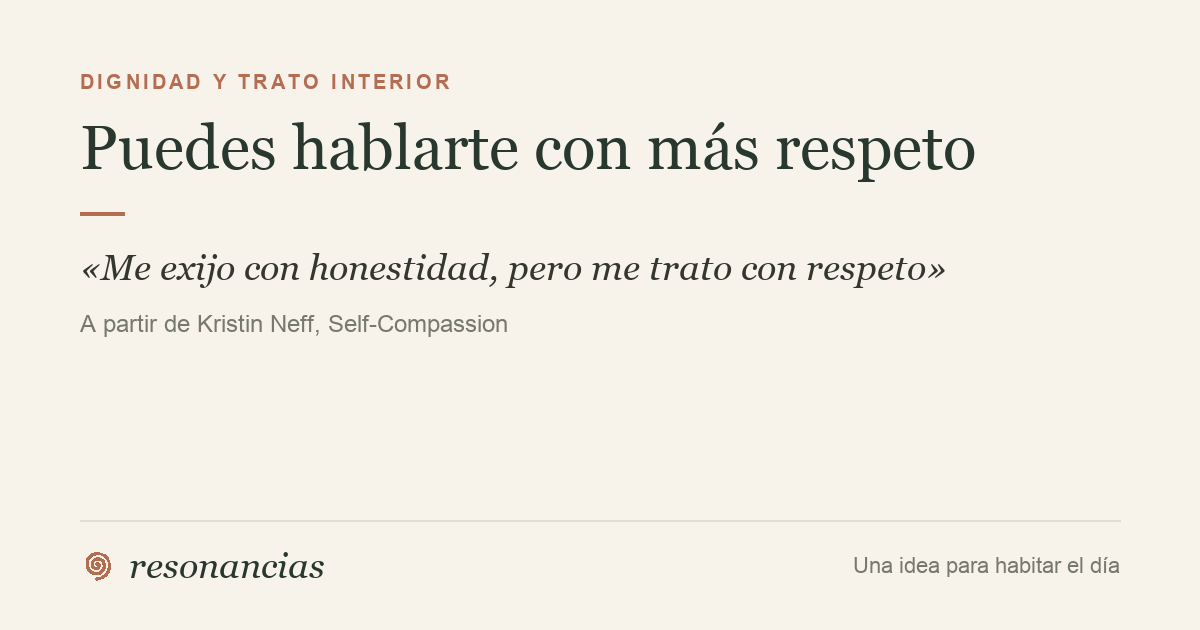 DIGNIDAD Y TRATO INTERIOR
Puedes hablarte con más respeto
«Me exijo con honestidad, pero me trato con respeto»
A partir de Kristin Neff, Self-Compassion
resonancias
Una idea para habitar el día